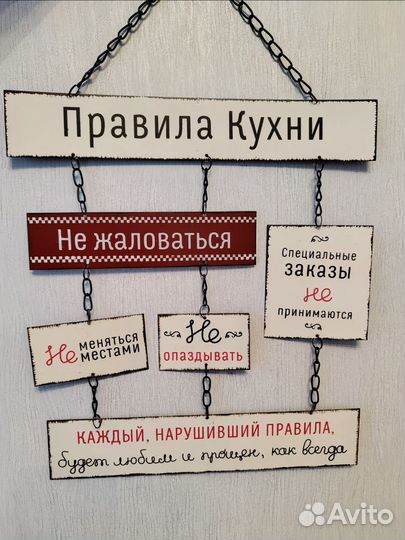 Правила Кухни
Не жаловаться
Специальные
заказы
не
принимаются
Не меняться
местами
Не
опаздывать
КАЖДЫЙ, НАРУШИВШИЙ ПРАВИЛА,
будет любим и прощен, как всегда
Avito